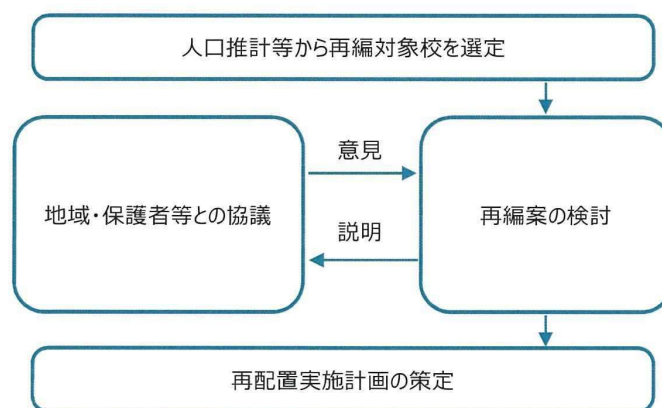 人口推計等から再編対象校を選定
意見
地域・保護者等との協議
再編案の検討
説明
再配置実施計画の策定